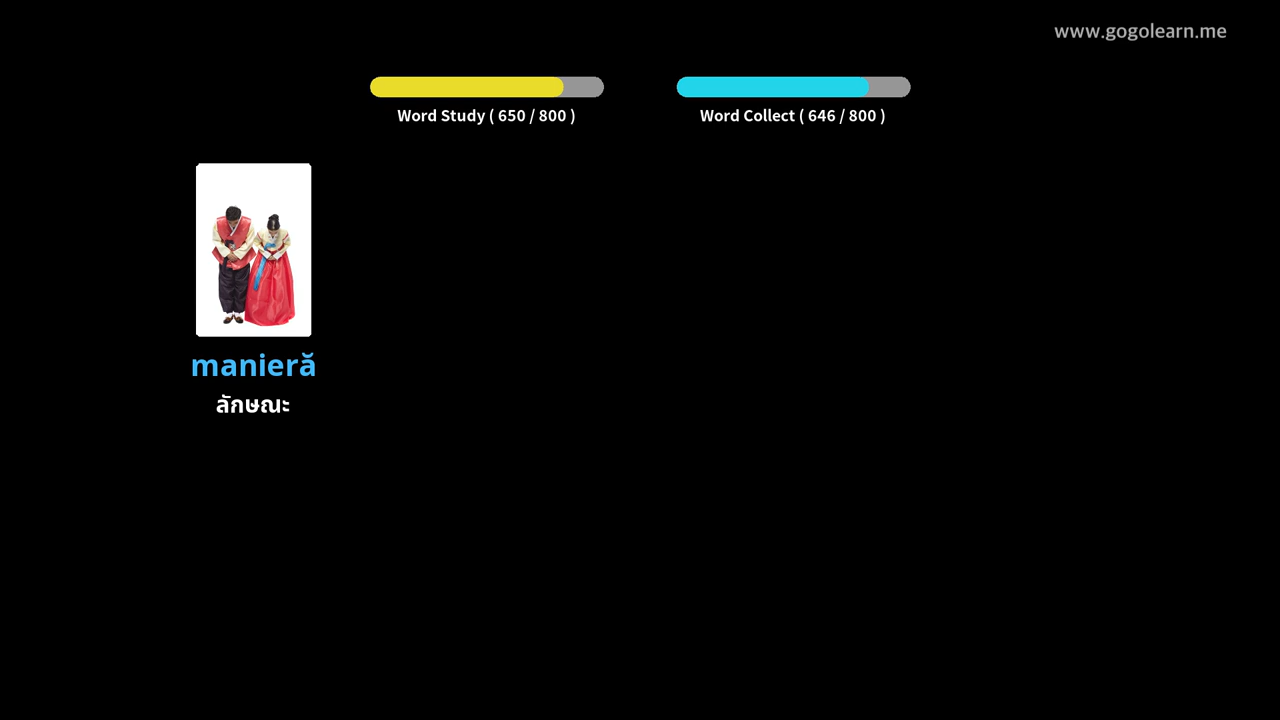 www.gogolearn.me
Word Study ( 650 / 800 )
Word Collect ( 646 / 800 )
manieră
ลักษณะ